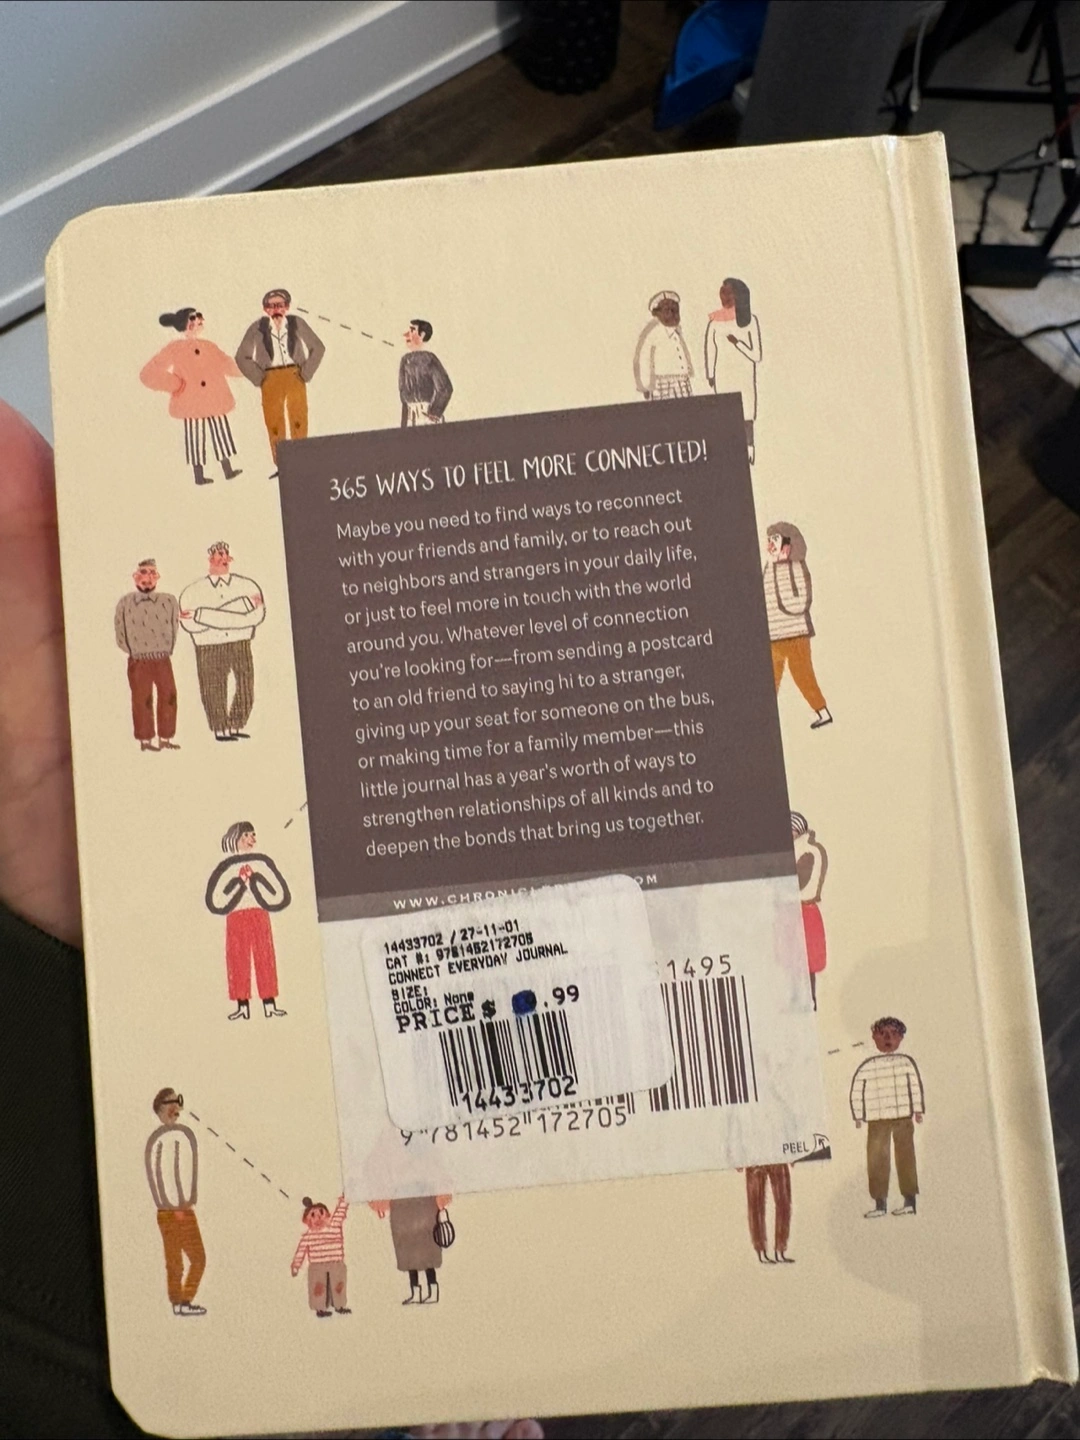 365 WAYS TO FEEL MORE CONNECTED!
Maybe you need to find ways to reconnect
with your friends and family, or to reach out
to neighbors and strangers in your daily life,
or just to feel more in touch with the world
around you. Whatever level of connection
you're looking for—from sending a postcard
to an old friend to saying hi to a stranger,
giving up your seat for someone on the bus,
or making time for a family member—this
little journal has a year's worth of ways to
strengthen relationships of all kinds and to
deepen the bonds that bring us together.
14433702 / 27-11-01
CAT #: 9781452172705
CONNECT EVERYDAY JOURNAL
SIZE:
COLOR: None
PRICE $ .99
14433702
1495
9 781452 172705
PEEL